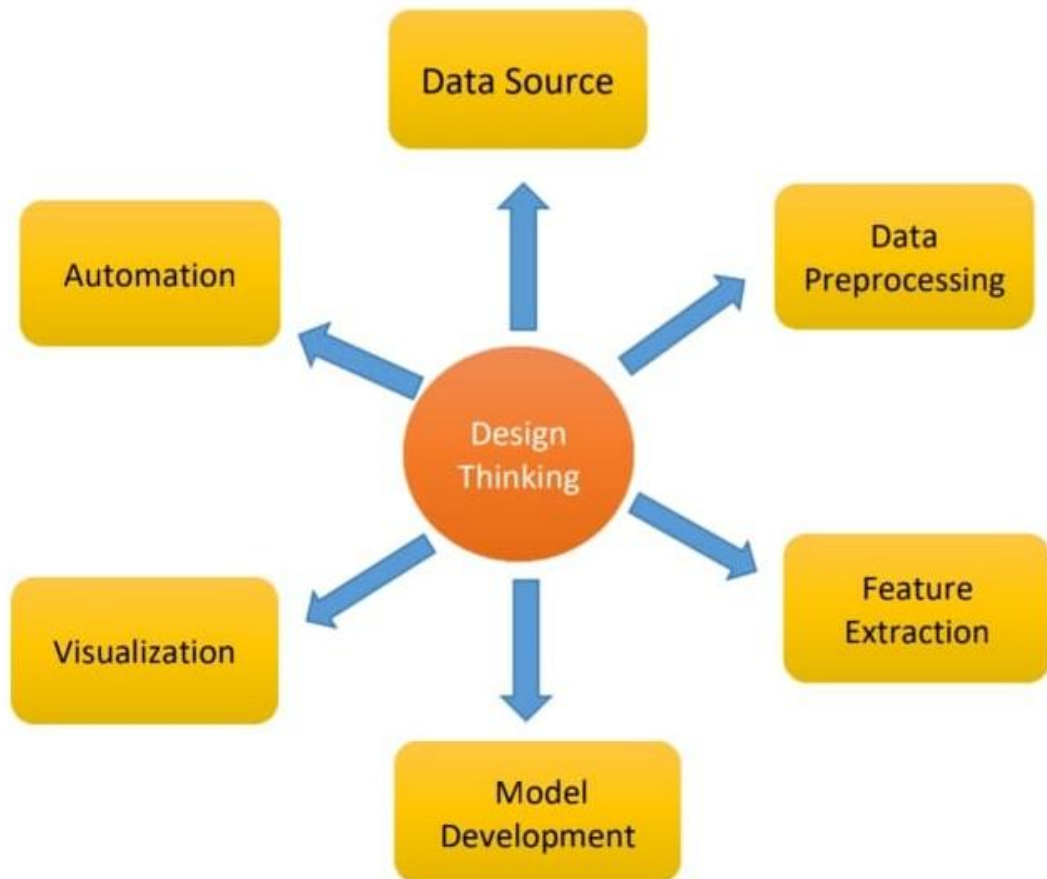 Data Source
Data
Preprocessing
Feature
Extraction
Model
Development
Visualization
Automation
Design
Thinking